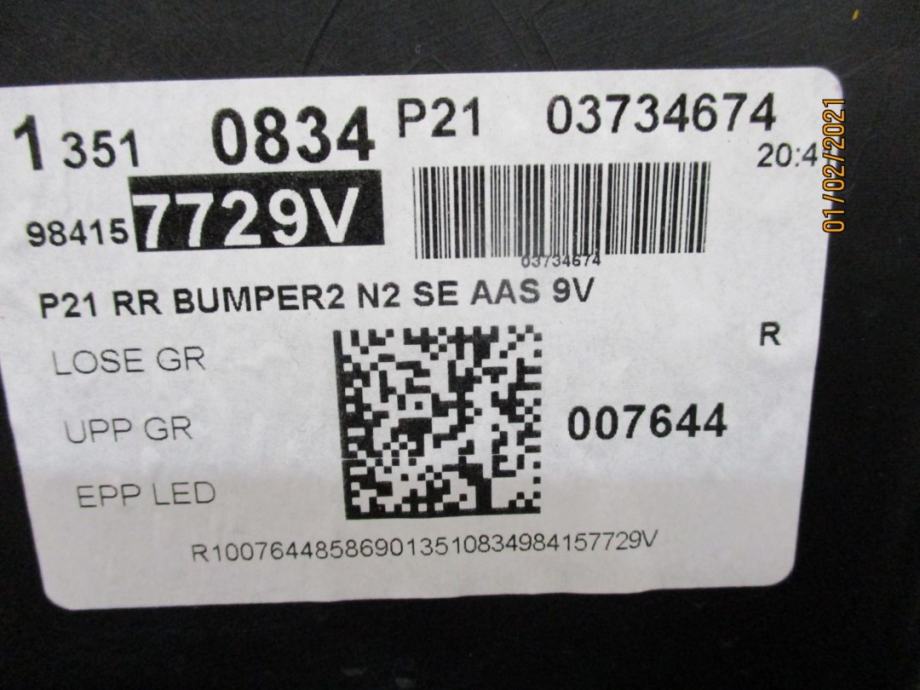 1 351 0834 P21 03734674
20:4
98415 7729V
03734674
P21 RR BUMPER2 N2 SE AAS 9V
R
LOSE GR
UPP GR
007644
EPP LED
R100764485869013510834984157729V
01/02/2021